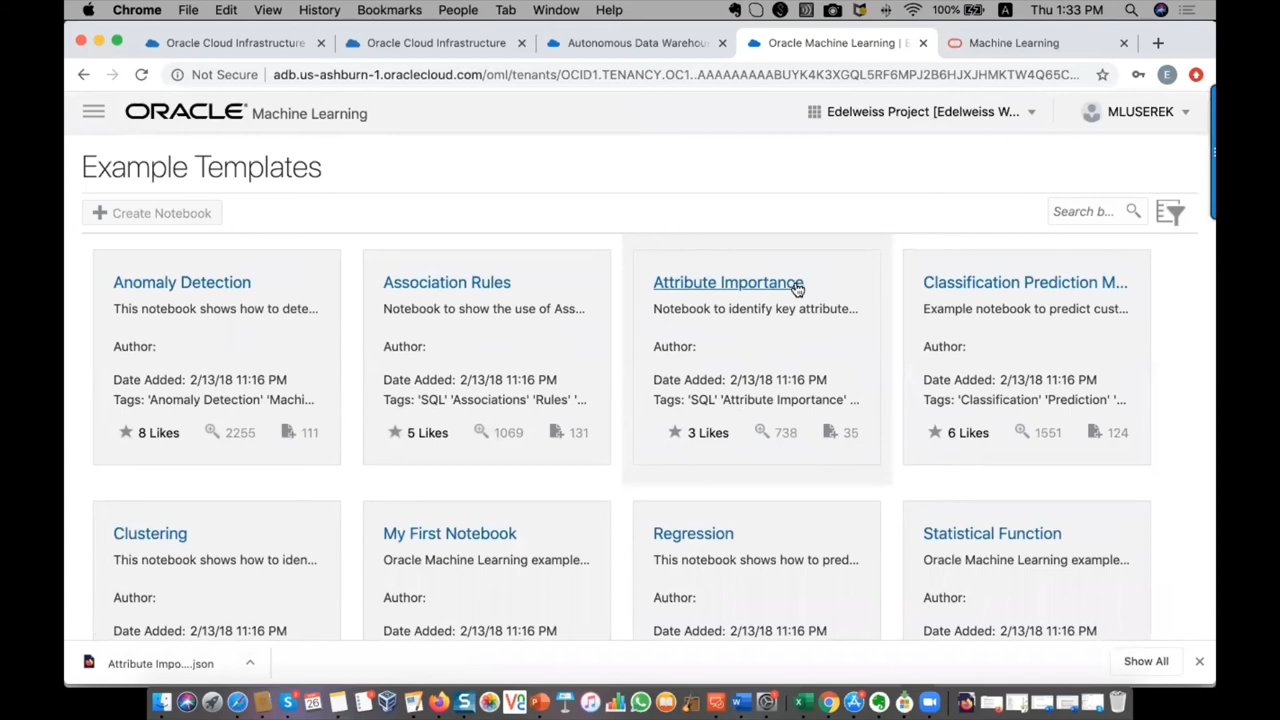 Chrome File Edit View History Bookmarks People Tab Window Help 100% A Thu 1:33 PM
Oracle Cloud Infrastructure × Oracle Cloud Infrastructure × Autonomous Data Warehou × Oracle Machine Learning | E × Machine Learning × +
Not Secure adb.us-ashburn-1.oraclecloud.com/oml/tenants/OCID1.TENANCY.OC1..AAAAAAAAABUYK4K3XGQL5RF6MPJ2B6HJXJHMKTW4Q65C... E
ORACLE® Machine Learning Edelweiss Project [Edelweiss W... MLUSEREK
Example Templates
+ Create Notebook Search b...
Anomaly Detection Association Rules Attribute Importance Classification Prediction M...
This notebook shows how to dete... Notebook to show the use of Ass... Notebook to identify key attribute... Example notebook to predict cust...
Author: Author: Author: Author:
Date Added: 2/13/18 11:16 PM Date Added: 2/13/18 11:16 PM Date Added: 2/13/18 11:16 PM Date Added: 2/13/18 11:16 PM
Tags: 'Anomaly Detection' 'Machi... Tags: 'SQL' 'Associations' 'Rules' '... Tags: 'SQL' 'Attribute Importance' ... Tags: 'Classification' 'Prediction' '...
8 Likes 2255 111 5 Likes 1069 131 3 Likes 738 35 6 Likes 1551 124
Clustering My First Notebook Regression Statistical Function
This notebook shows how to iden... Oracle Machine Learning example... This notebook shows how to pred... Oracle Machine Learning example...
Author: Author: Author: Author:
Date Added: 2/13/18 11:16 PM Date Added: 2/13/18 11:16 PM Date Added: 2/13/18 11:16 PM Date Added: 2/13/18 11:16 PM
Attribute Impo....json Show All